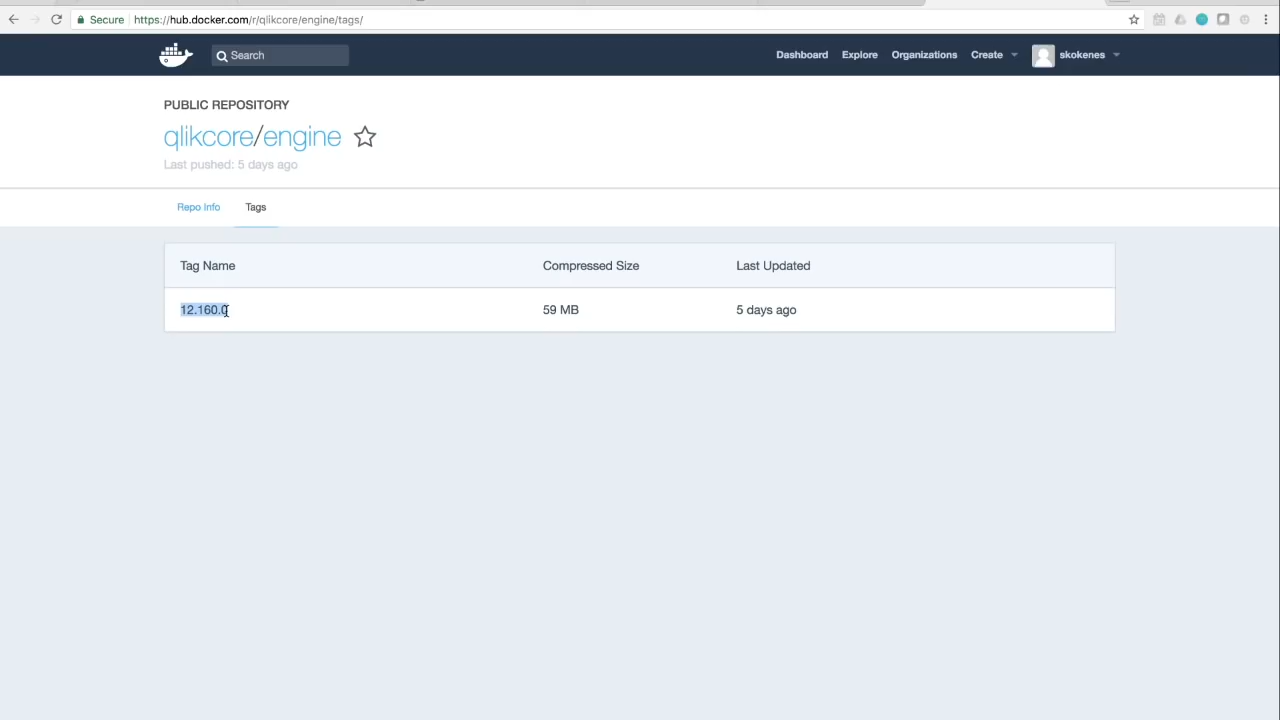 Secure https://hub.docker.com/r/qlikcore/engine/tags/
Search
Dashboard Explore Organizations Create skokenes
PUBLIC REPOSITORY
qlikcore/engine
Last pushed: 5 days ago
Repo Info Tags
Tag Name Compressed Size Last Updated
12.160.0 59 MB 5 days ago